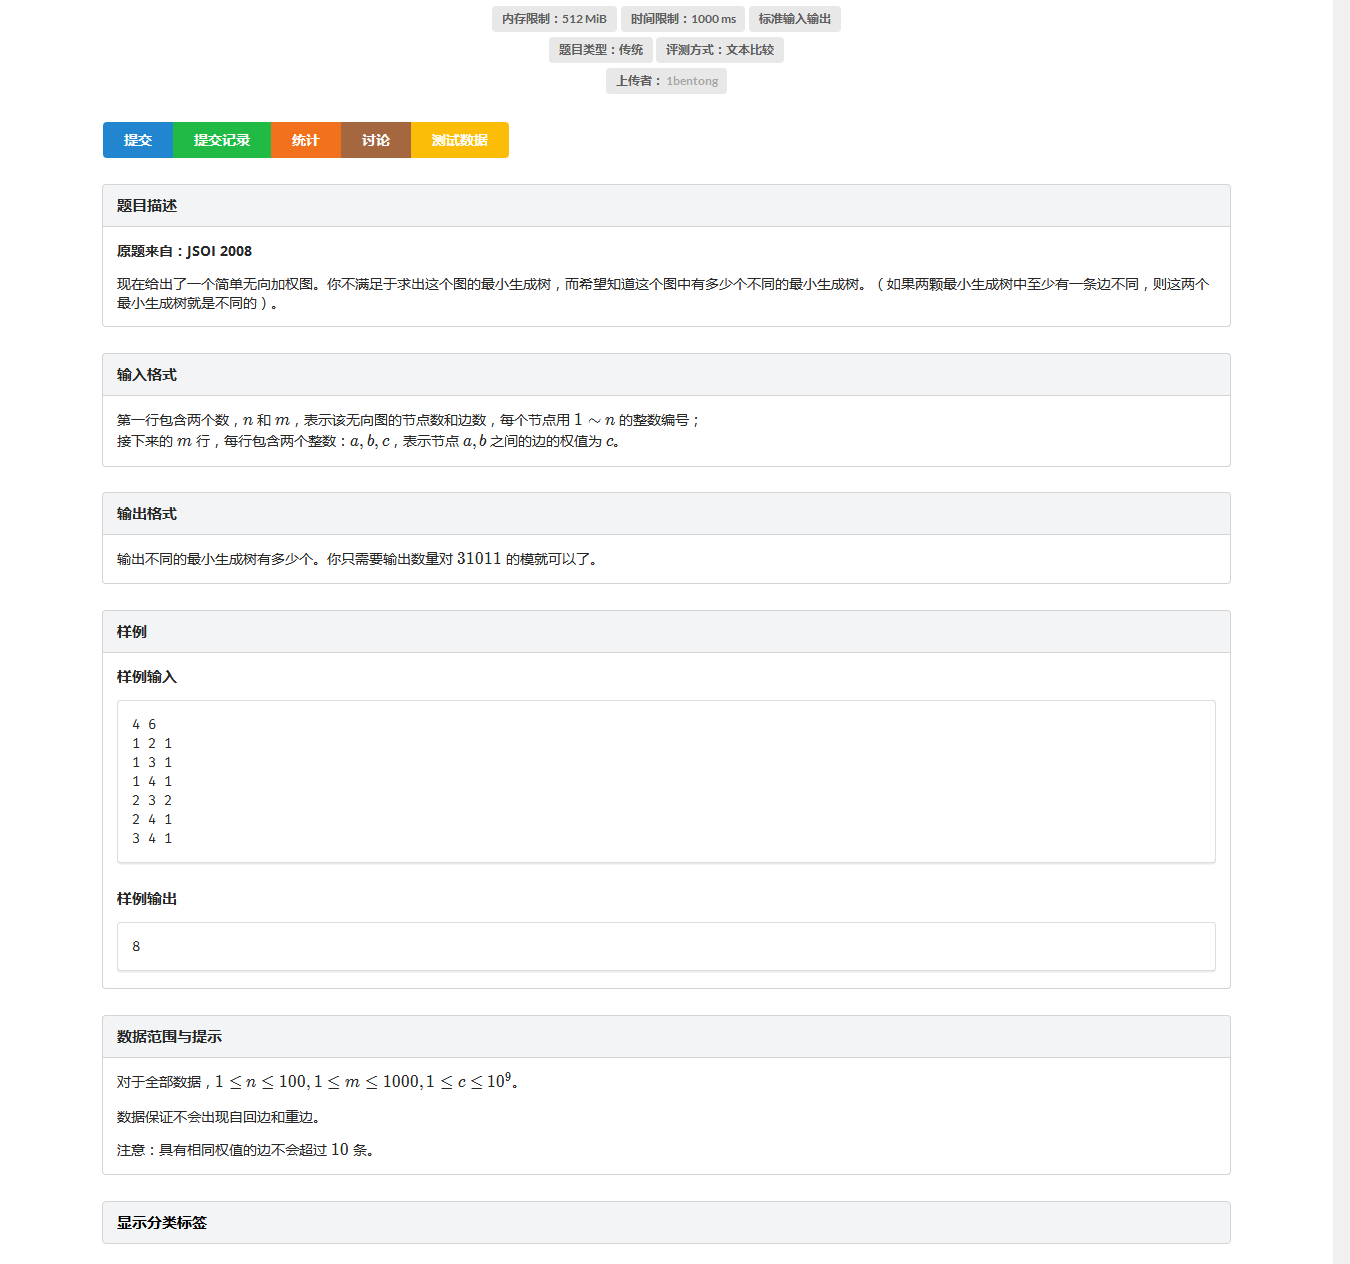 内存限制：512 MiB 时间限制：1000 ms 标准输入输出
题目类型：传统 评测方式：文本比较
上传者： 1bentong
提交 提交记录 统计 讨论 测试数据
题目描述
原题来自：JSOI 2008
现在给出了一个简单无向加权图。你不满足于求出这个图的最小生成树，而希望知道这个图中有多少个不同的最小生成树。（如果两颗最小生成树中至少有一条边不同，则这两个
最小生成树就是不同的）。
输入格式
第一行包含两个数，n 和 m，表示该无向图的节点数和边数，每个节点用 1 ∼ n 的整数编号；
接下来的 m 行，每行包含两个整数：a, b, c，表示节点 a, b 之间的边的权值为 c。
输出格式
输出不同的最小生成树有多少个。你只需要输出数量对 31011 的模就可以了。
样例
样例输入
4 6
1 2 1
1 3 1
1 4 1
2 3 2
2 4 1
3 4 1
样例输出
8
数据范围与提示
对于全部数据，1 ≤ n ≤ 100, 1 ≤ m ≤ 1000, 1 ≤ c ≤ 10⁹。
数据保证不会出现自回边和重边。
注意：具有相同权值的边不会超过 10 条。
显示分类标签